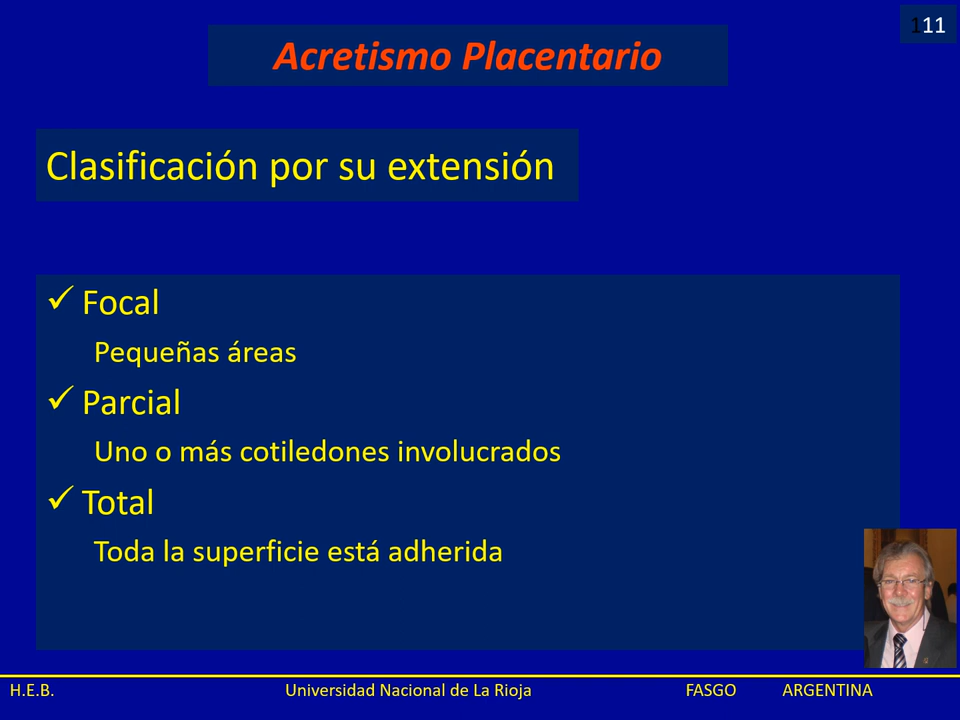 111
Acretismo Placentario
Clasificación por su extensión
✓ Focal
Pequeñas áreas
✓ Parcial
Uno o más cotiledones involucrados
✓ Total
Toda la superficie está adherida
H.E.B. Universidad Nacional de La Rioja FASGO ARGENTINA